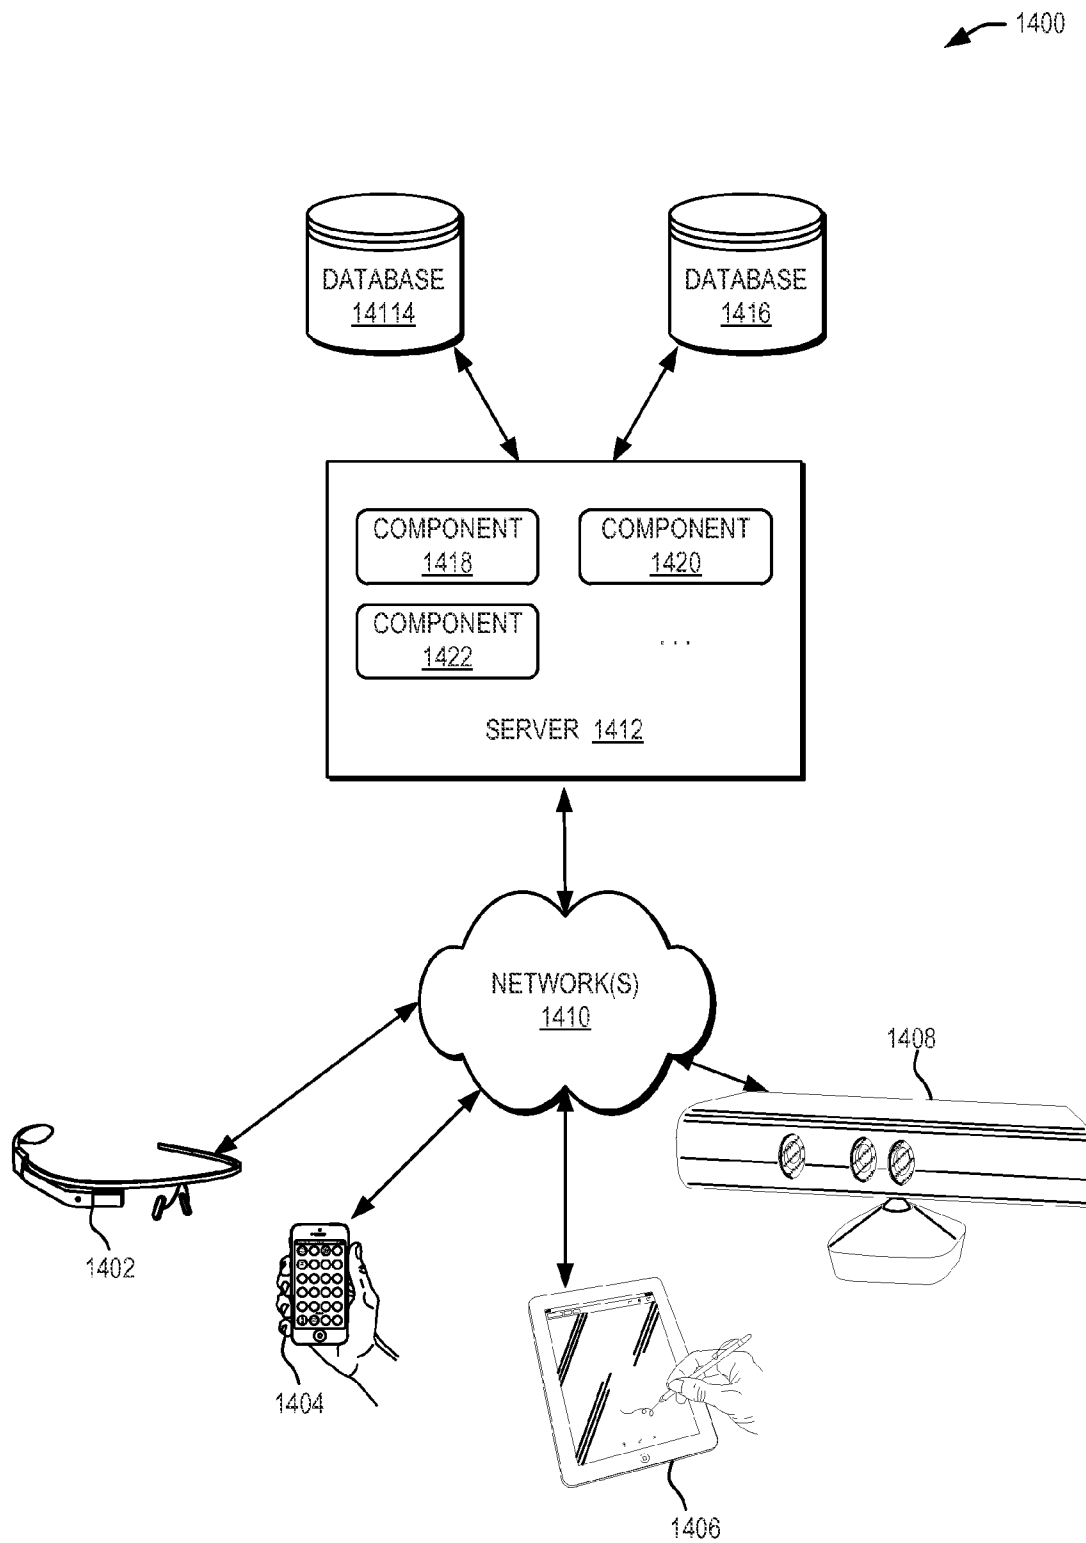 1400
DATABASE
14114
DATABASE
1416
COMPONENT
1418
COMPONENT
1420
COMPONENT
1422
. . .
SERVER 1412
NETWORK(S)
1410
1408
1402
1404
1406